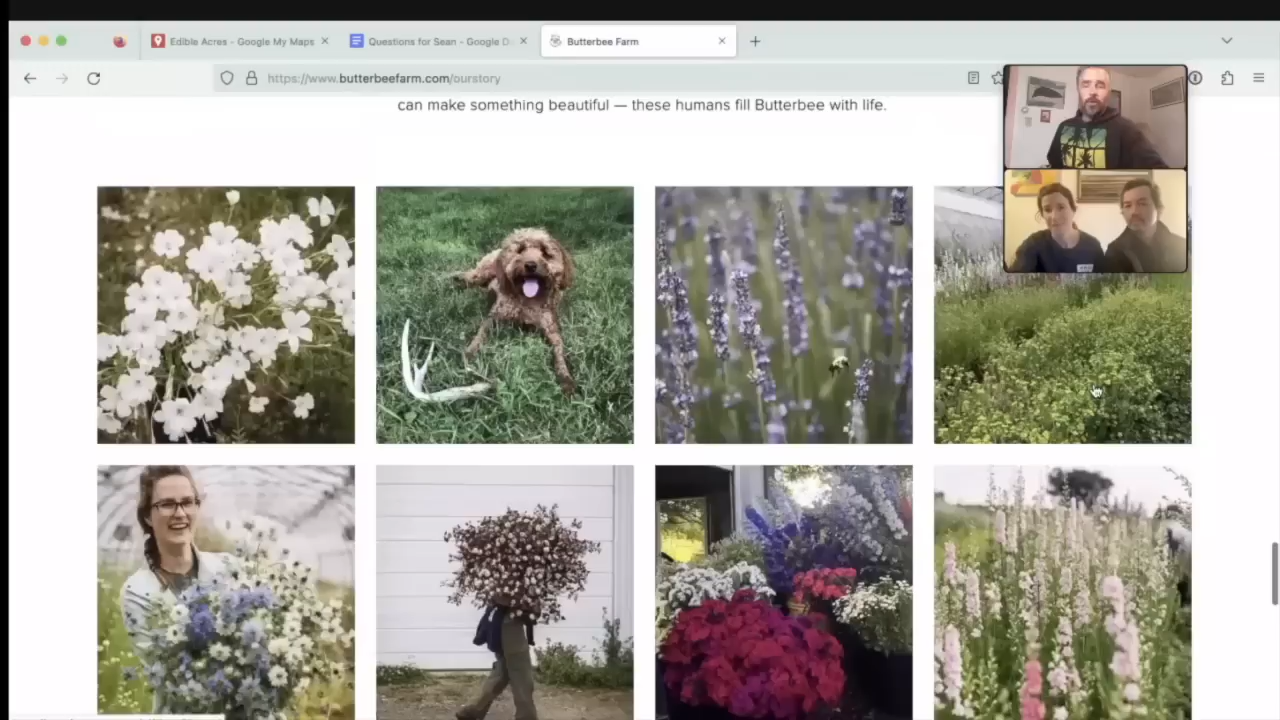 Edible Acres - Google My Maps
Questions for Sean - Google D
Butterbee Farm
https://www.butterbeefarm.com/ourstory
can make something beautiful — these humans fill Butterbee with life.